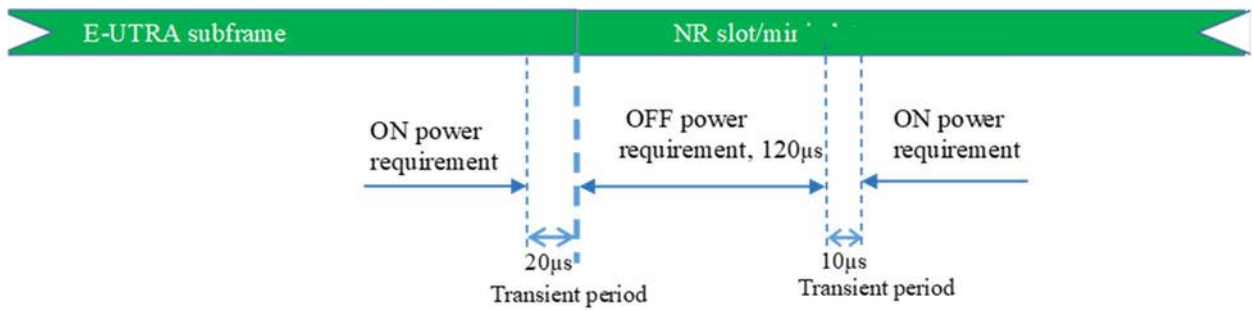 E-UTRA subframe
NR
ON power
requirement
OFF power
requirement, 120μs
ON power
requirement
20μs
Transient period
10μs
Transient period